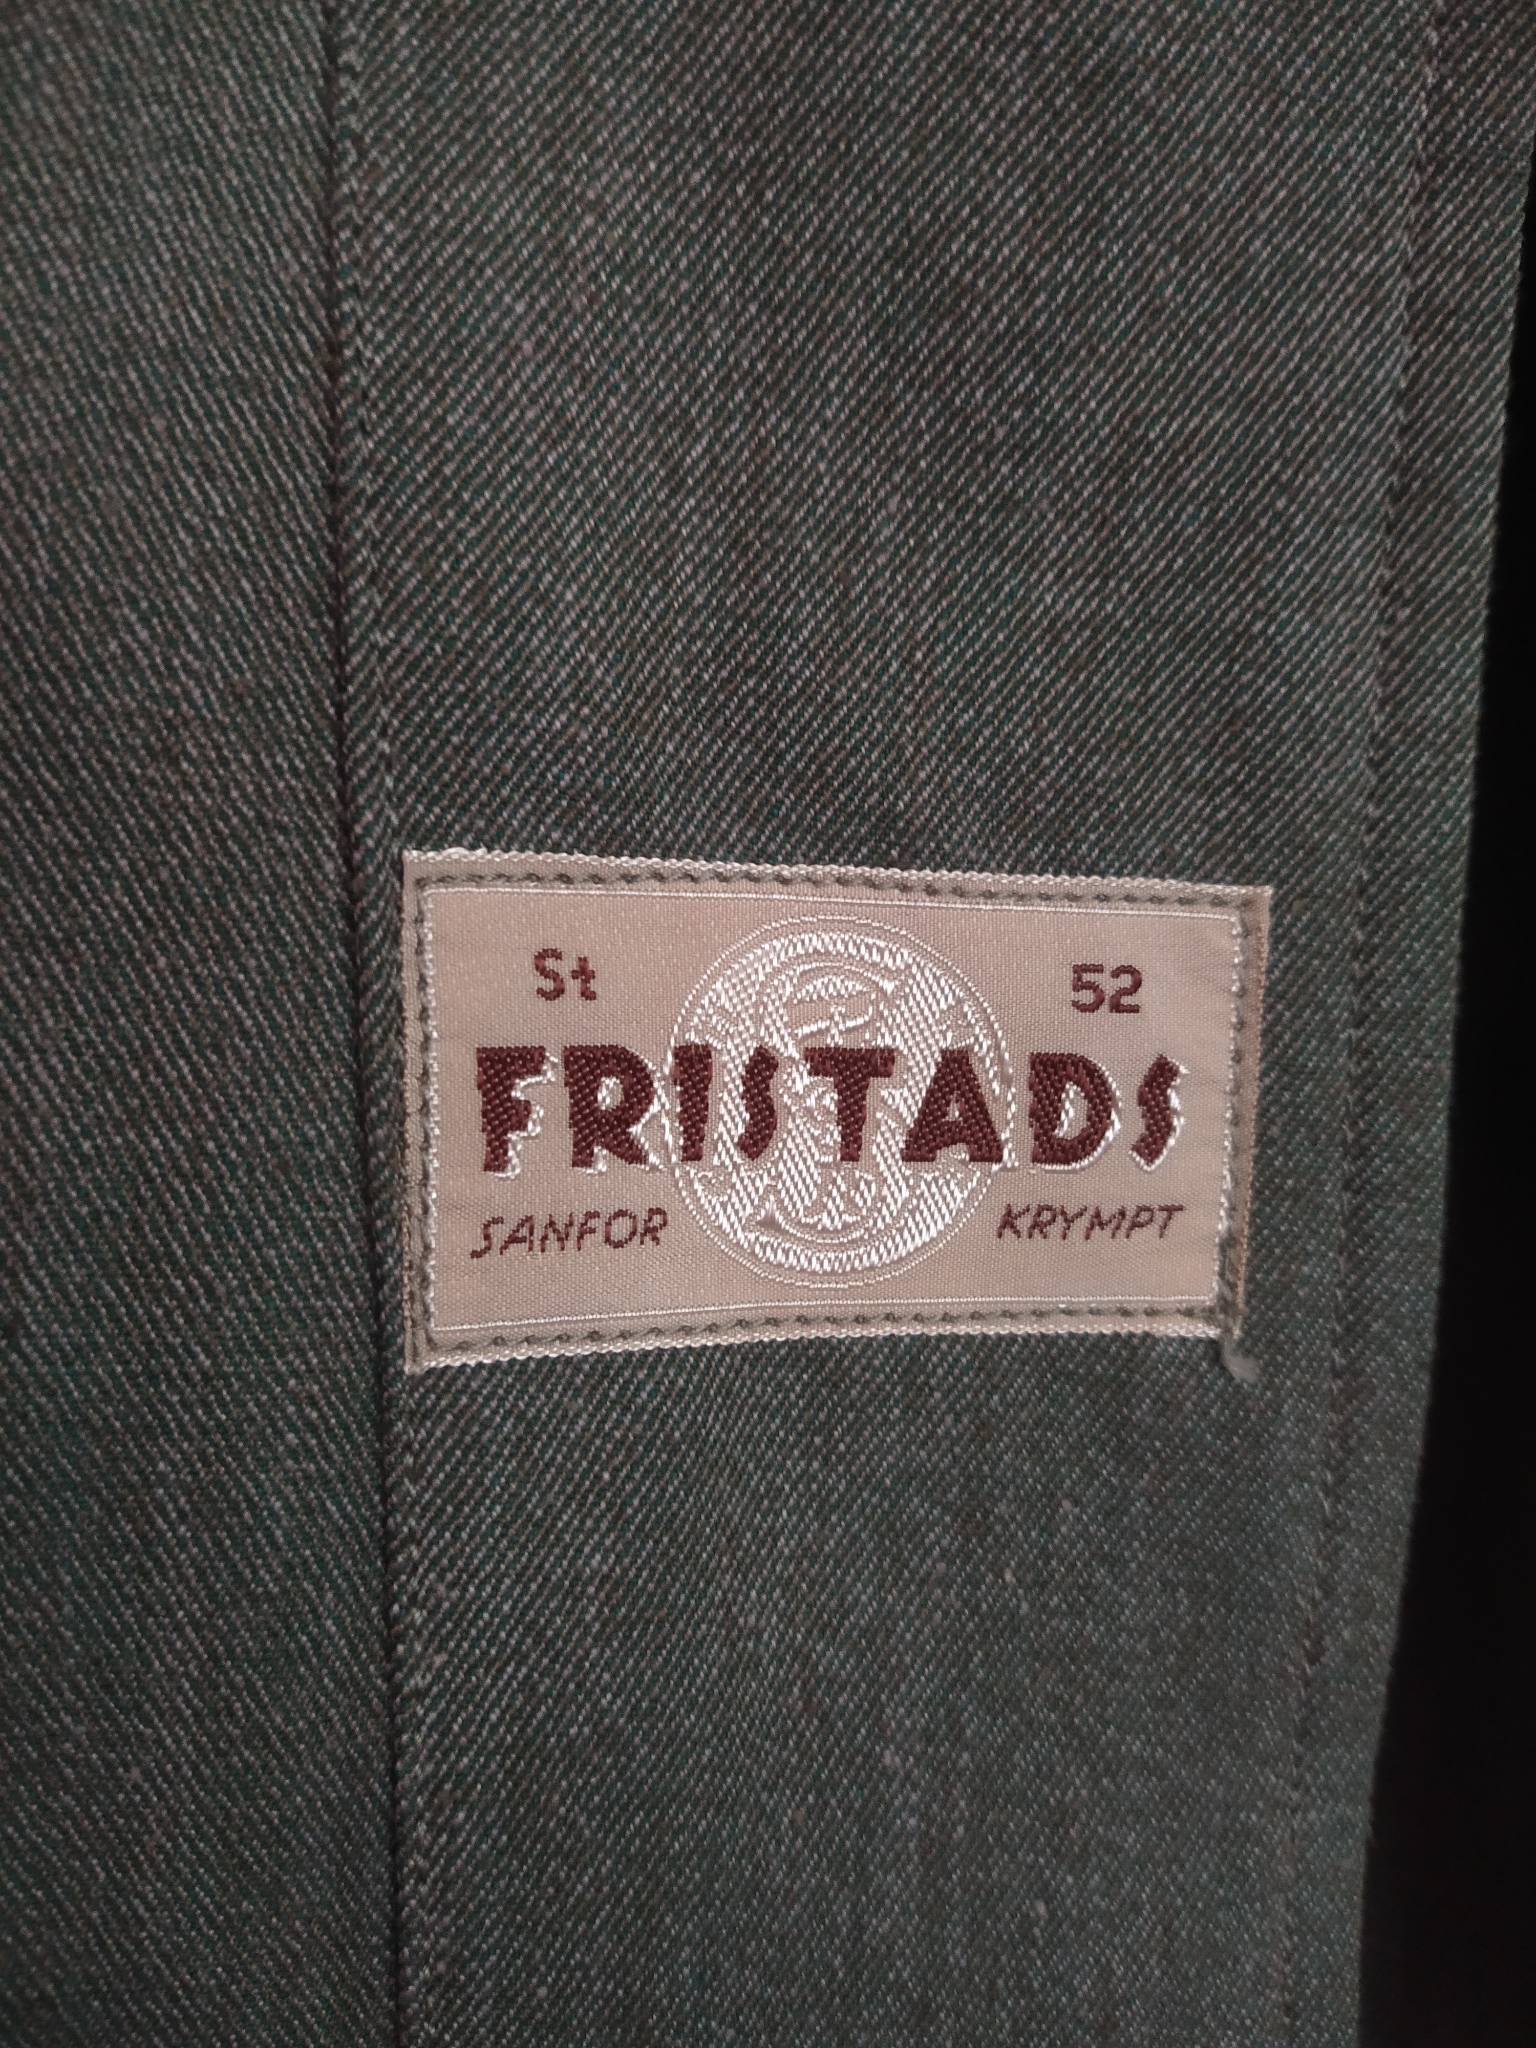 St 52
FRISTADS
SANFOR KRYMPT